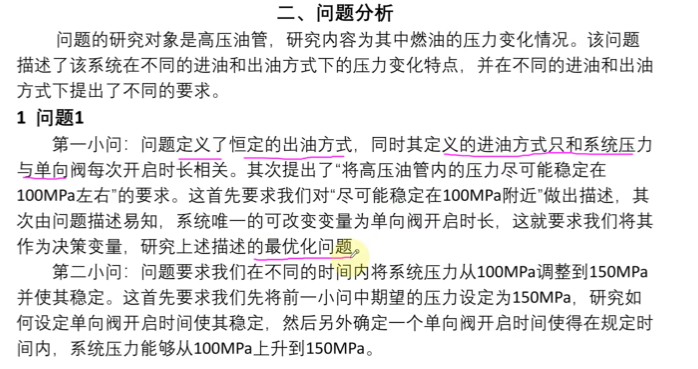 二、问题分析
问题的研究对象是高压油管，研究内容为其中燃油的压力变化情况。该问题
描述了该系统在不同的进油和出油方式下的压力变化特点，并在不同的进油和出油
方式下提出了不同的要求。
1 问题1
第一小问：问题定义了恒定的出油方式，同时其定义的进油方式只和系统压力
与单向阀每次开启时长相关。其次提出了“将高压油管内的压力尽可能稳定在
100MPa左右”的要求。这首先要求我们对“尽可能稳定在100MPa附近”做出描述，其
次由问题描述易知，系统唯一的可改变变量为单向阀开启时长，这就要求我们将其
作为决策变量，研究上述描述的最优化问题。
第二小问：问题要求我们在不同的时间内将系统压力从100MPa调整到150MPa
并使其稳定。这首先要求我们先将前一小问中期望的压力设定为150MPa，研究如
何设定单向阀开启时间使其稳定，然后另外确定一个单向阀开启时间使得在规定时
间内，系统压力能够从100MPa上升到150MPa。